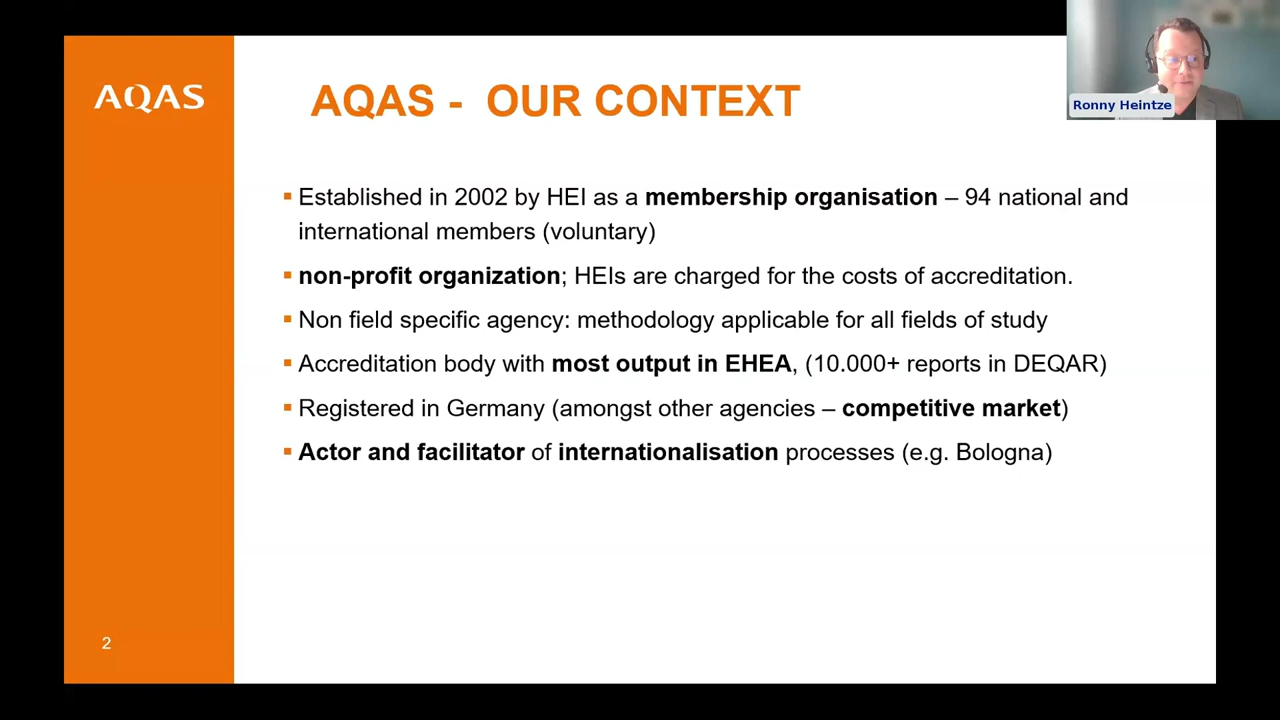 AQAS
AQAS - OUR CONTEXT
Ronny Heintze
▪ Established in 2002 by HEI as a membership organisation – 94 national and
international members (voluntary)
▪ non-profit organization; HEIs are charged for the costs of accreditation.
▪ Non field specific agency: methodology applicable for all fields of study
▪ Accreditation body with most output in EHEA, (10.000+ reports in DEQAR)
▪ Registered in Germany (amongst other agencies – competitive market)
▪ Actor and facilitator of internationalisation processes (e.g. Bologna)
2